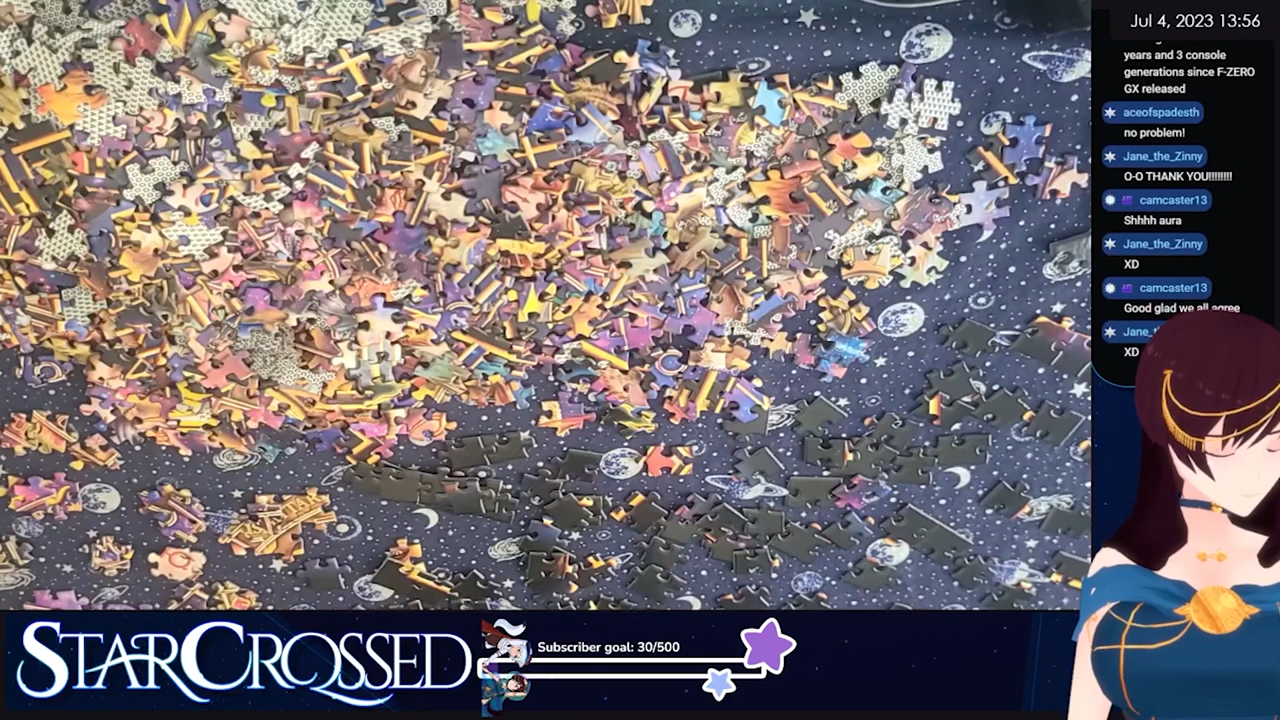 Jul 4, 2023 13:56
years and 3 console
generations since F-ZERO
GX released
aceofspadesth
no problem!
Jane_the_Zinny
O-O THANK YOU!!!!!!!!
camcaster13
Shhhh aura
Jane_the_Zinny
XD
camcaster13
Good glad we all agree
XD
STARCROSSED
Subscriber goal: 30/500